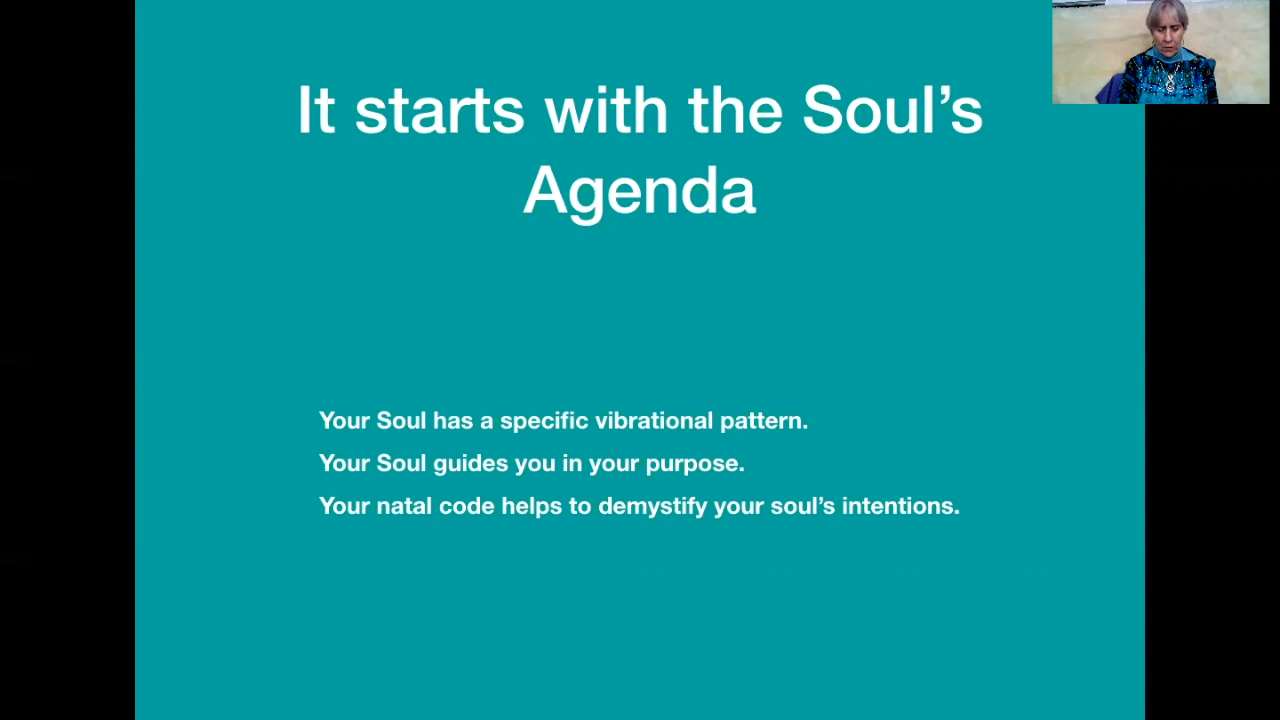 It starts with the Soul’s
Agenda
Your Soul has a specific vibrational pattern.
Your Soul guides you in your purpose.
Your natal code helps to demystify your soul’s intentions.